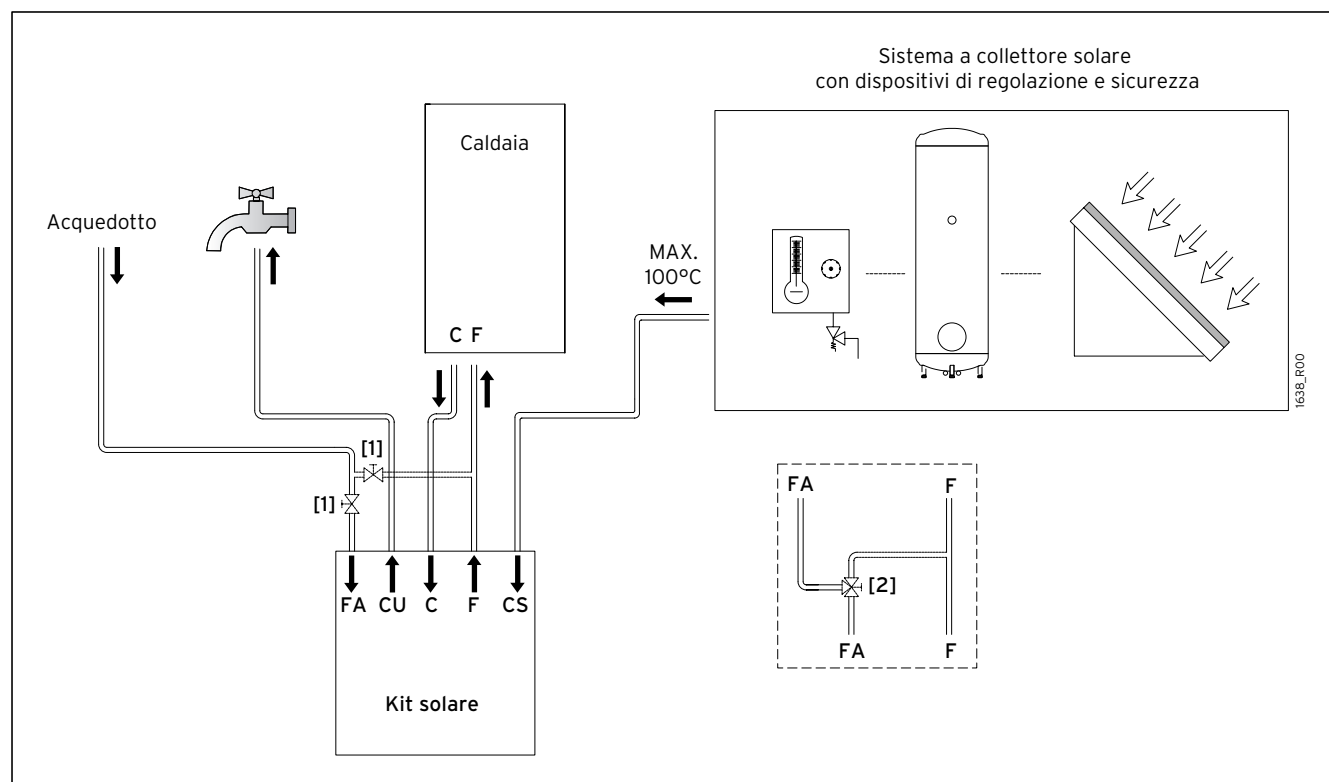 Sistema a collettore solare
con dispositivi di regolazione e sicurezza
Caldaia
Acquedotto
MAX.
100°C
C F
1638_R00
[1]
[1]
FA CU C F CS
Kit solare
FA F
[2]
FA F